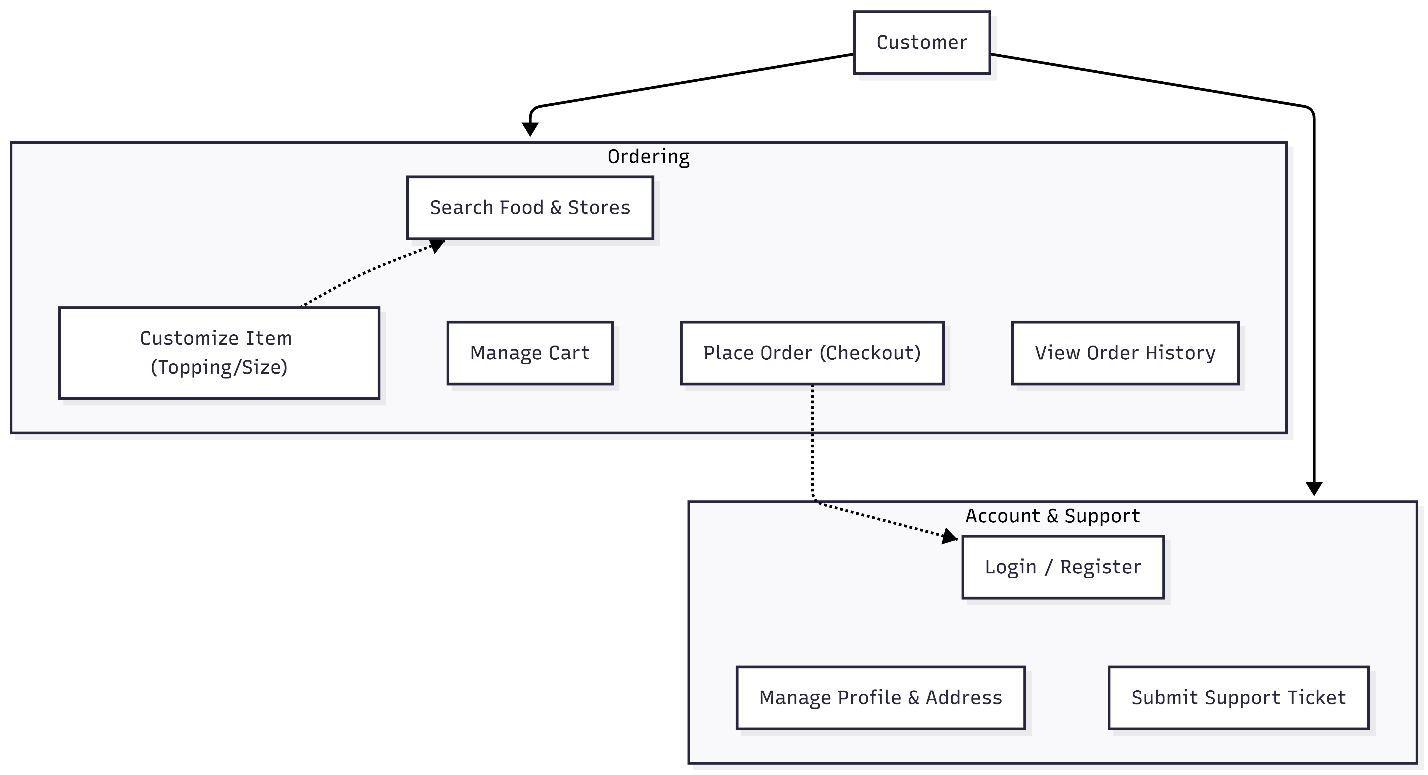 Customer
Ordering
Search Food & Stores
Customize Item
(Topping/Size)
Manage Cart
Place Order (Checkout)
View Order History
Account & Support
Login / Register
Manage Profile & Address
Submit Support Ticket